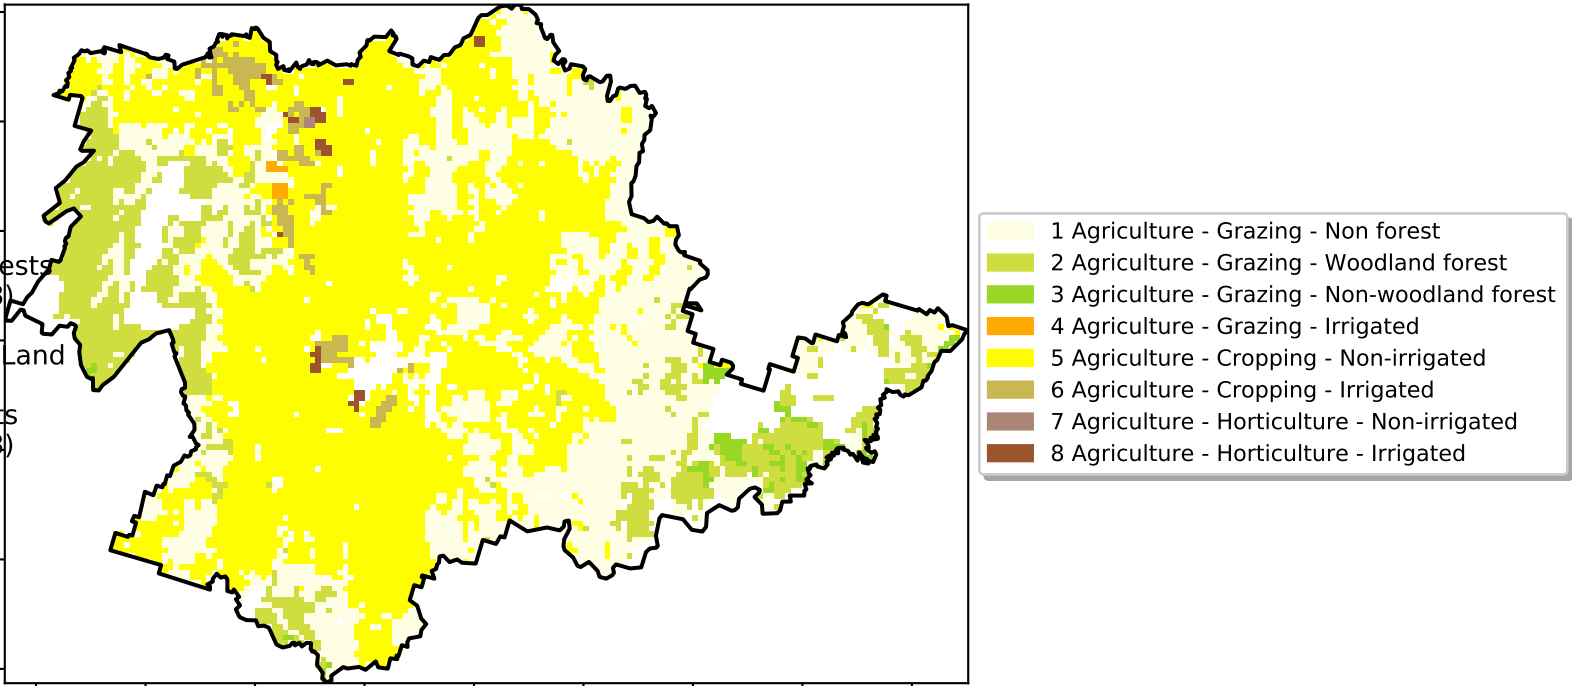 ests
)
Land
s
)
1 Agriculture - Grazing - Non forest
2 Agriculture - Grazing - Woodland forest
3 Agriculture - Grazing - Non-woodland forest
4 Agriculture - Grazing - Irrigated
5 Agriculture - Cropping - Non-irrigated
6 Agriculture - Cropping - Irrigated
7 Agriculture - Horticulture - Non-irrigated
8 Agriculture - Horticulture - Irrigated